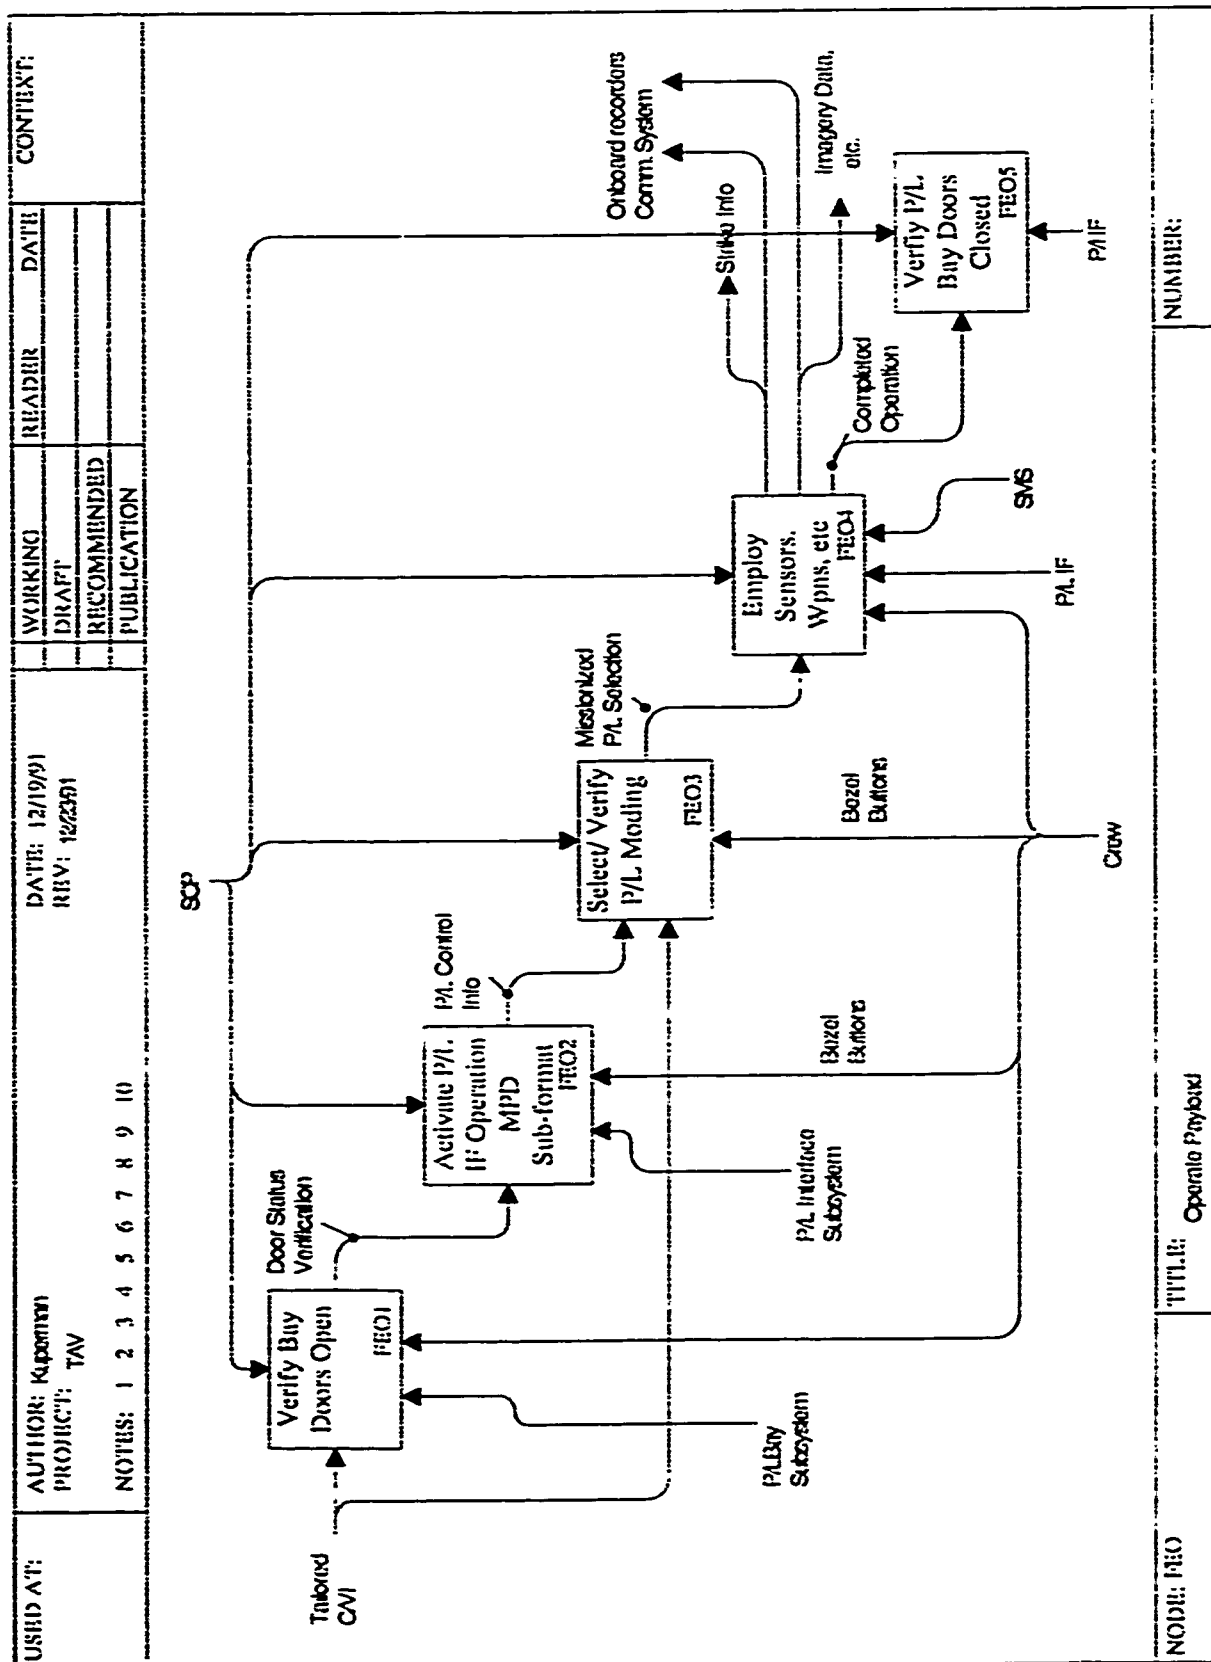 USED AT:
AUTHOR: Kuperman
PROJECT: TAV
NOTES: 1 2 3 4 5 6 7 8 9 10
DATE: 12/19/91
REV: 12/23/91
WORKING
DRAFT
RECOMMENDED
PUBLICATION
READER DATE
CONTEXT:
SCP
Tailored
C/VI
Verify Bay
Doors Open
FEO1
Door Status
Verification
Activate P/L
IF Operation
MPD
Sub-format
FEO2
P/L Control
Info
Select/ Verify
P/L Moding
FEO3
Missionized
P/L Selection
Employ
Sensors,
Wpns, etc
FEO4
Completed
Operation
Strike Info
Onboard recorders
Comm. System
Imagery Data,
etc.
Verfiy P/L
Bay Doors
Closed
FEO5
P/L Bay
Subsystem
P/L Interface
Subsystem
Bezel
Buttons
Bezel
Buttons
Crew
P/L IF
SMS
P/L IF
NODE: FEO
TITLE: Operate Payload
NUMBER: